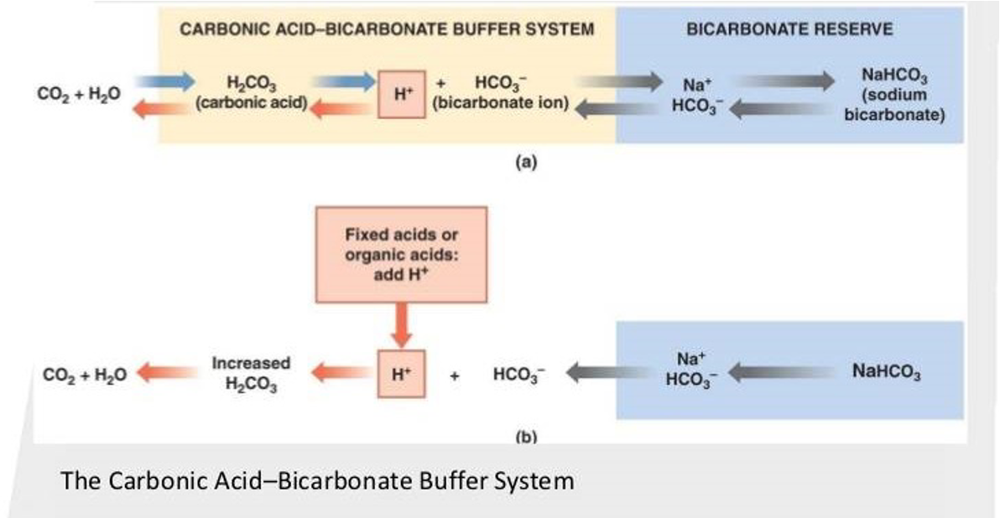 CARBONIC ACID–BICARBONATE BUFFER SYSTEM
BICARBONATE RESERVE
CO₂ + H₂O
H₂CO₃
(carbonic acid)
H⁺
+ HCO₃⁻
(bicarbonate ion)
Na⁺
HCO₃⁻
NaHCO₃
(sodium
bicarbonate)
(a)
Fixed acids or
organic acids:
add H⁺
CO₂ + H₂O
Increased
H₂CO₃
H⁺
+
HCO₃⁻
Na⁺
HCO₃⁻
NaHCO₃
(b)
The Carbonic Acid–Bicarbonate Buffer System